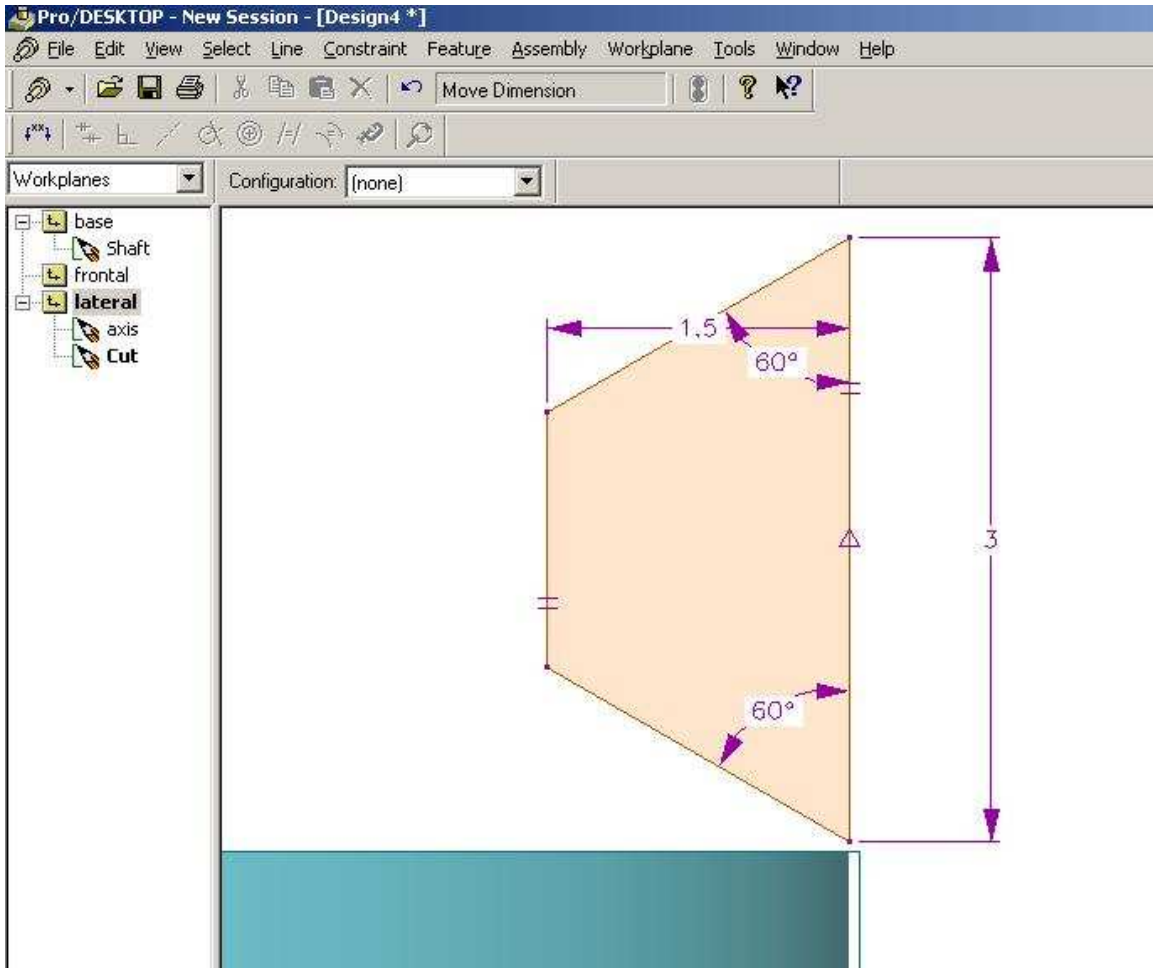 Pro/DESKTOP - New Session - [Design4 *]
File Edit View Select Line Constraint Feature Assembly Workplane Tools Window Help
Move Dimension
Workplanes Configuration: (none)
base
Shaft
frontal
lateral
axis
Cut
1.5
60°
3
60°